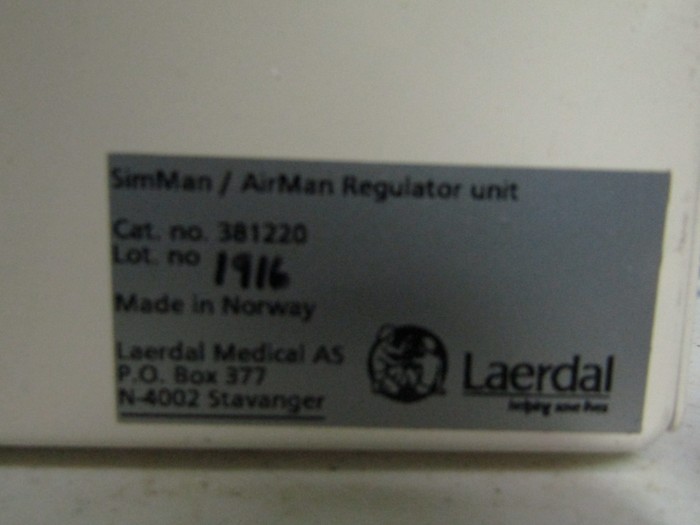 SimMan / AirMan Regulator unit
Cat. no. 381220
Lot. no 1916
Made in Norway
Laerdal Medical AS
P.O. Box 377
N-4002 Stavanger
Laerdal
helping save lives